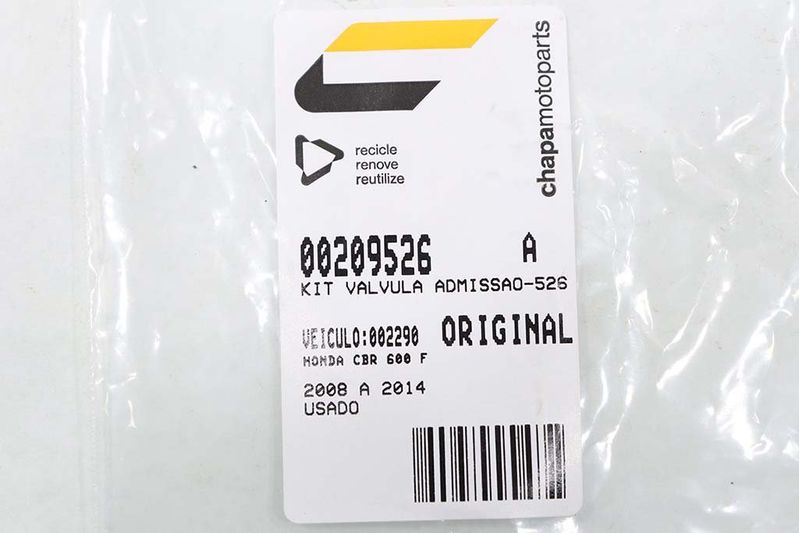 chapamotoparts
recicle
renove
reutilize
00209526 A
KIT VALVULA ADMISSAO-526
VEICULO:002290 ORIGINAL
HONDA CBR 600 F
2008 A 2014
USADO